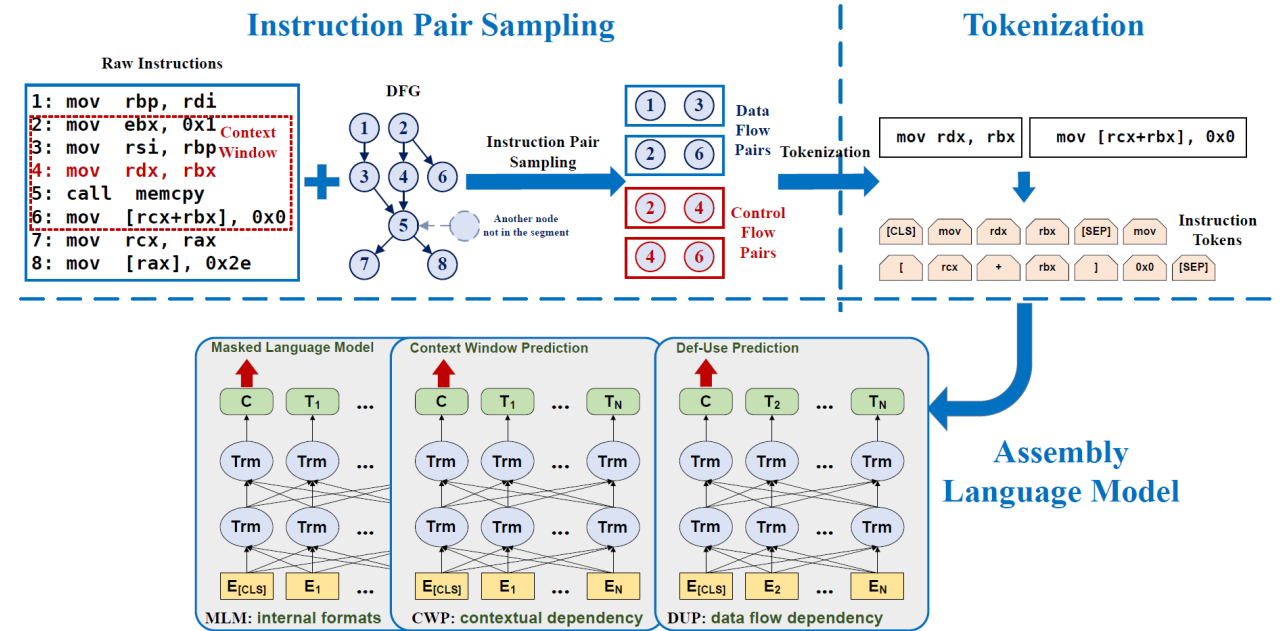 Instruction Pair Sampling
Tokenization
Raw Instructions
1: mov rbp, rdi
2: mov ebx, 0x1
3: mov rsi, rbp
4: mov rdx, rbx
5: call memcpy
6: mov [rcx+rbx], 0x0
7: mov rcx, rax
8: mov [rax], 0x2e
Context
Window
DFG
1
2
3
4
6
5
7
8
Another node
not in the segment
Instruction Pair
Sampling
1 3
2 6
2 4
4 6
Data
Flow
Pairs
Control
Flow
Pairs
Tokenization
mov rdx, rbx
mov [rcx+rbx], 0x0
[CLS] mov rdx rbx [SEP] mov
[ rcx + rbx ] 0x0 [SEP]
Instruction
Tokens
Masked Language Model
C T1 ...
Trm Trm ...
Trm Trm ...
E[CLS] E1 ...
MLM: internal formats
Context Window Prediction
C T1 ... TN
Trm Trm ... Trm
Trm Trm ... Trm
E[CLS] E1 ... EN
CWP: contextual dependency
Def-Use Prediction
C T2 ... TN
Trm Trm ... Trm
Trm Trm ... Trm
E[CLS] E2 ... EN
DUP: data flow dependency
Assembly
Language Model